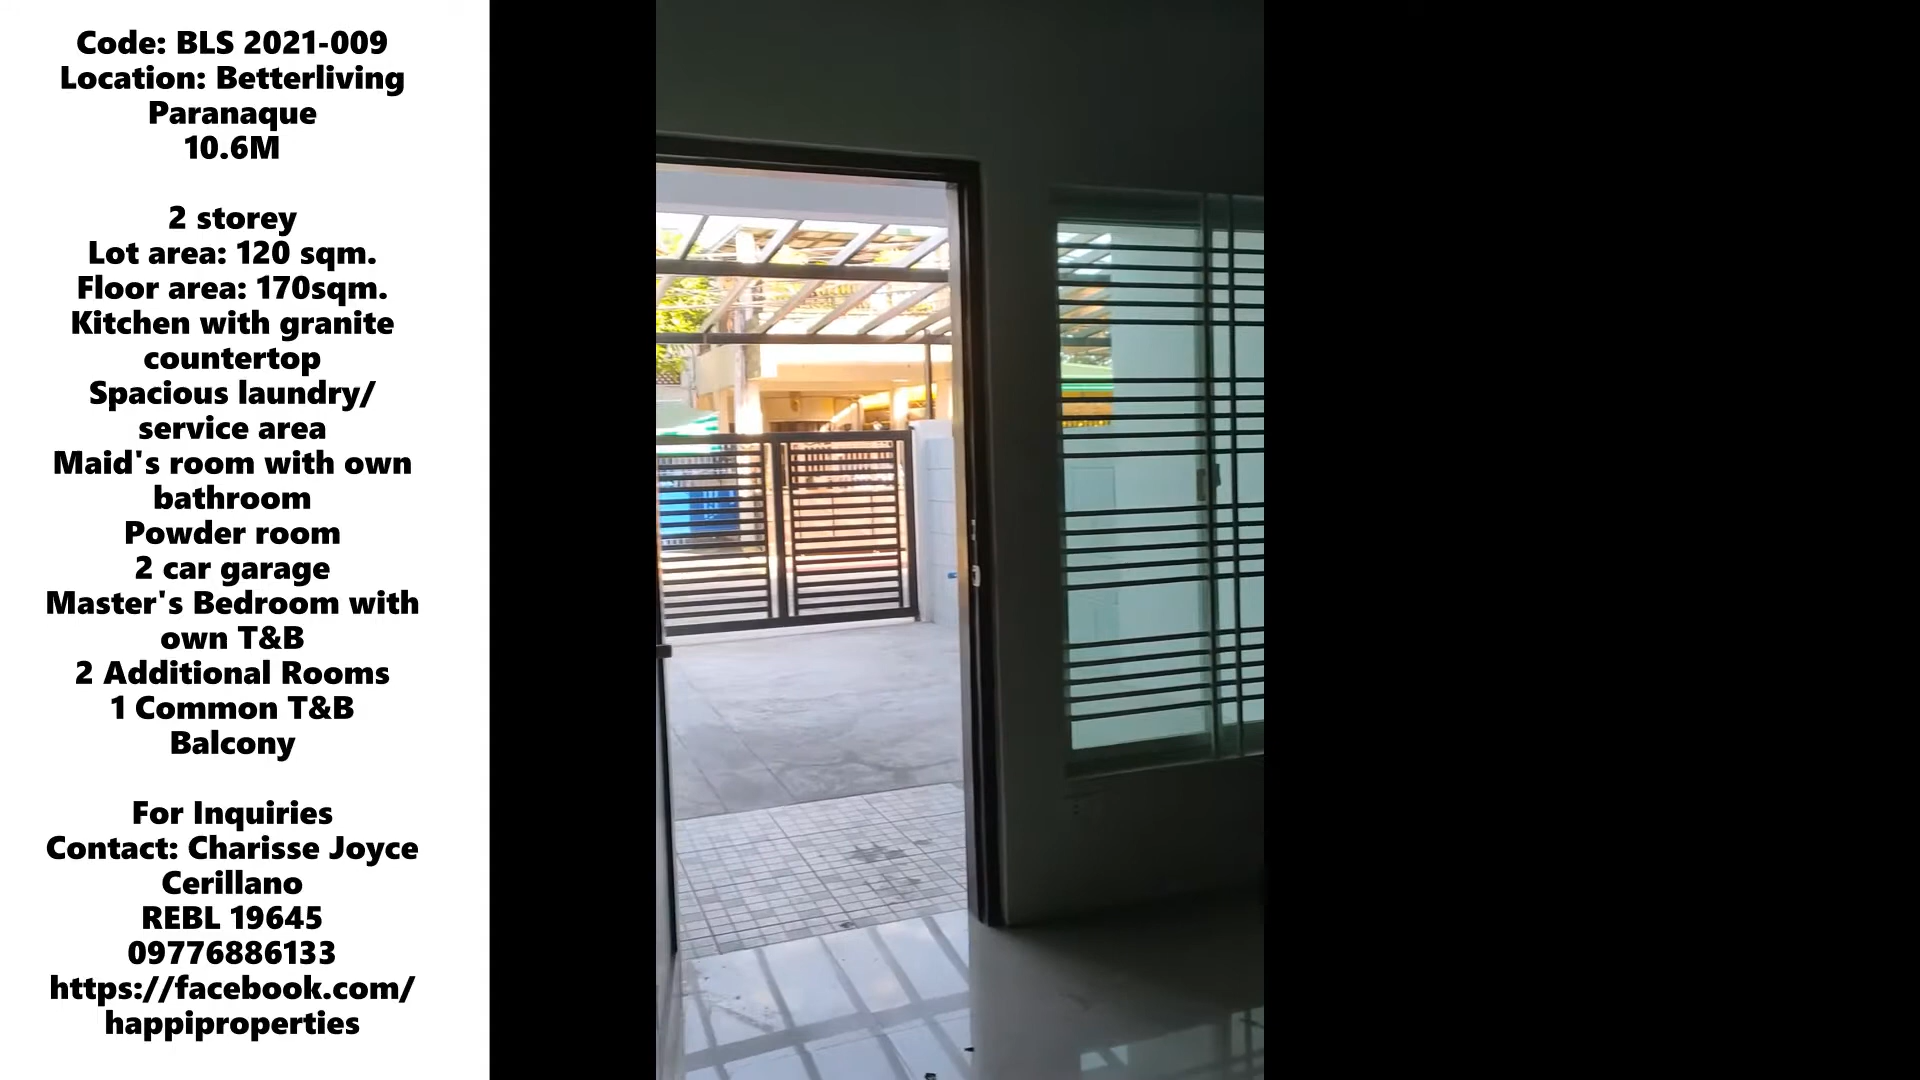 Code: BLS 2021-009
Location: Betterliving
Paranaque
10.6M
2 storey
Lot area: 120 sqm.
Floor area: 170sqm.
Kitchen with granite
countertop
Spacious laundry/
service area
Maid's room with own
bathroom
Powder room
2 car garage
Master's Bedroom with
own T&B
2 Additional Rooms
1 Common T&B
Balcony
For Inquiries
Contact: Charisse Joyce
Cerillano
REBL 19645
09776886133
https://facebook.com/
happiproperties